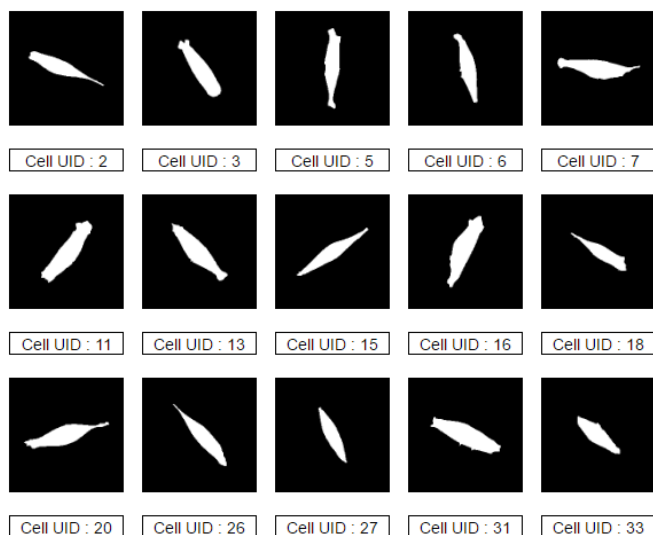 Cell UID : 2
Cell UID : 3
Cell UID : 5
Cell UID : 6
Cell UID : 7
Cell UID : 11
Cell UID : 13
Cell UID : 15
Cell UID : 16
Cell UID : 18
Cell UID : 20
Cell UID : 26
Cell UID : 27
Cell UID : 31
Cell UID : 33